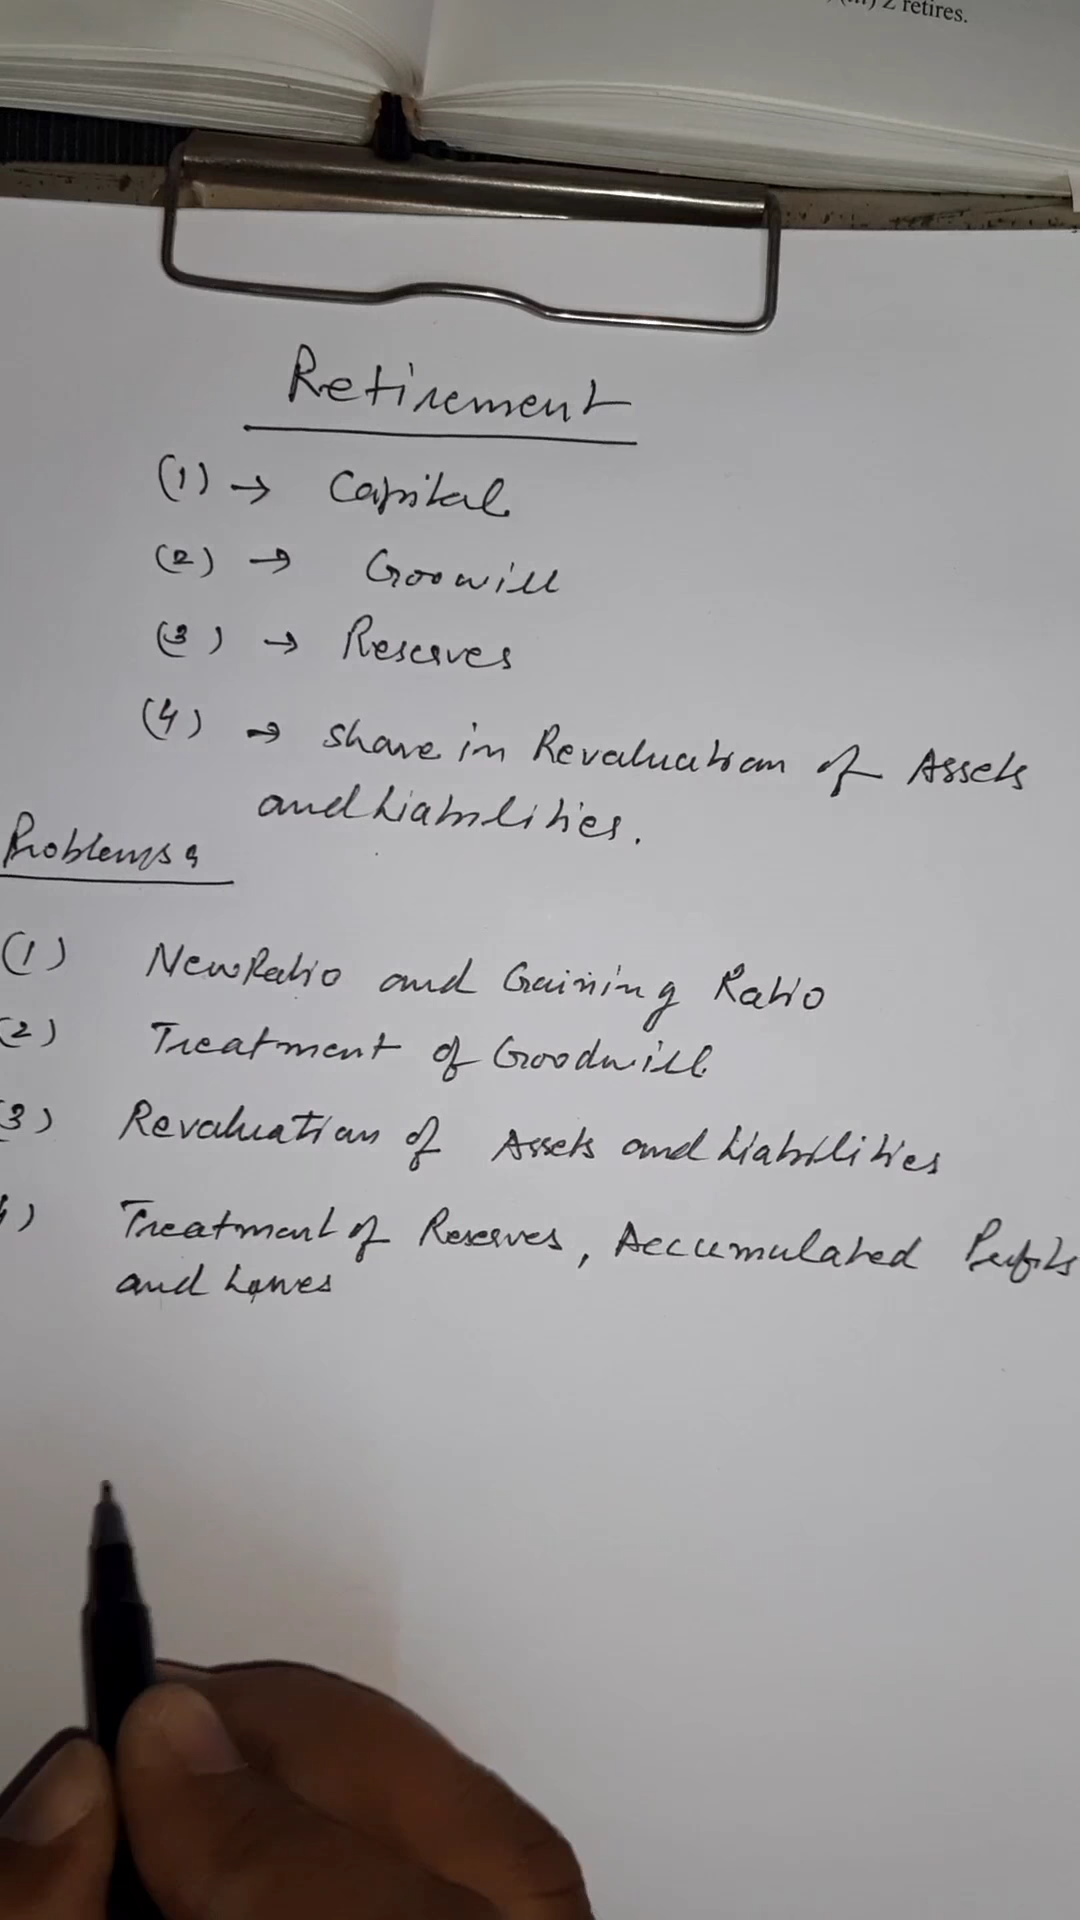 Z retires.
Retirement
(1) → Capital
(2) → Goowill
(3) → Reserves
(4) → Share in Revaluation of Assets
and Liabilities.
Problems
(1) New Ratio and Gaining Ratio
(2) Treatment of Goodwill
(3) Revaluation of Assets and Liabilities
4) Treatment of Reserves, Accumulated Profits
and Losses